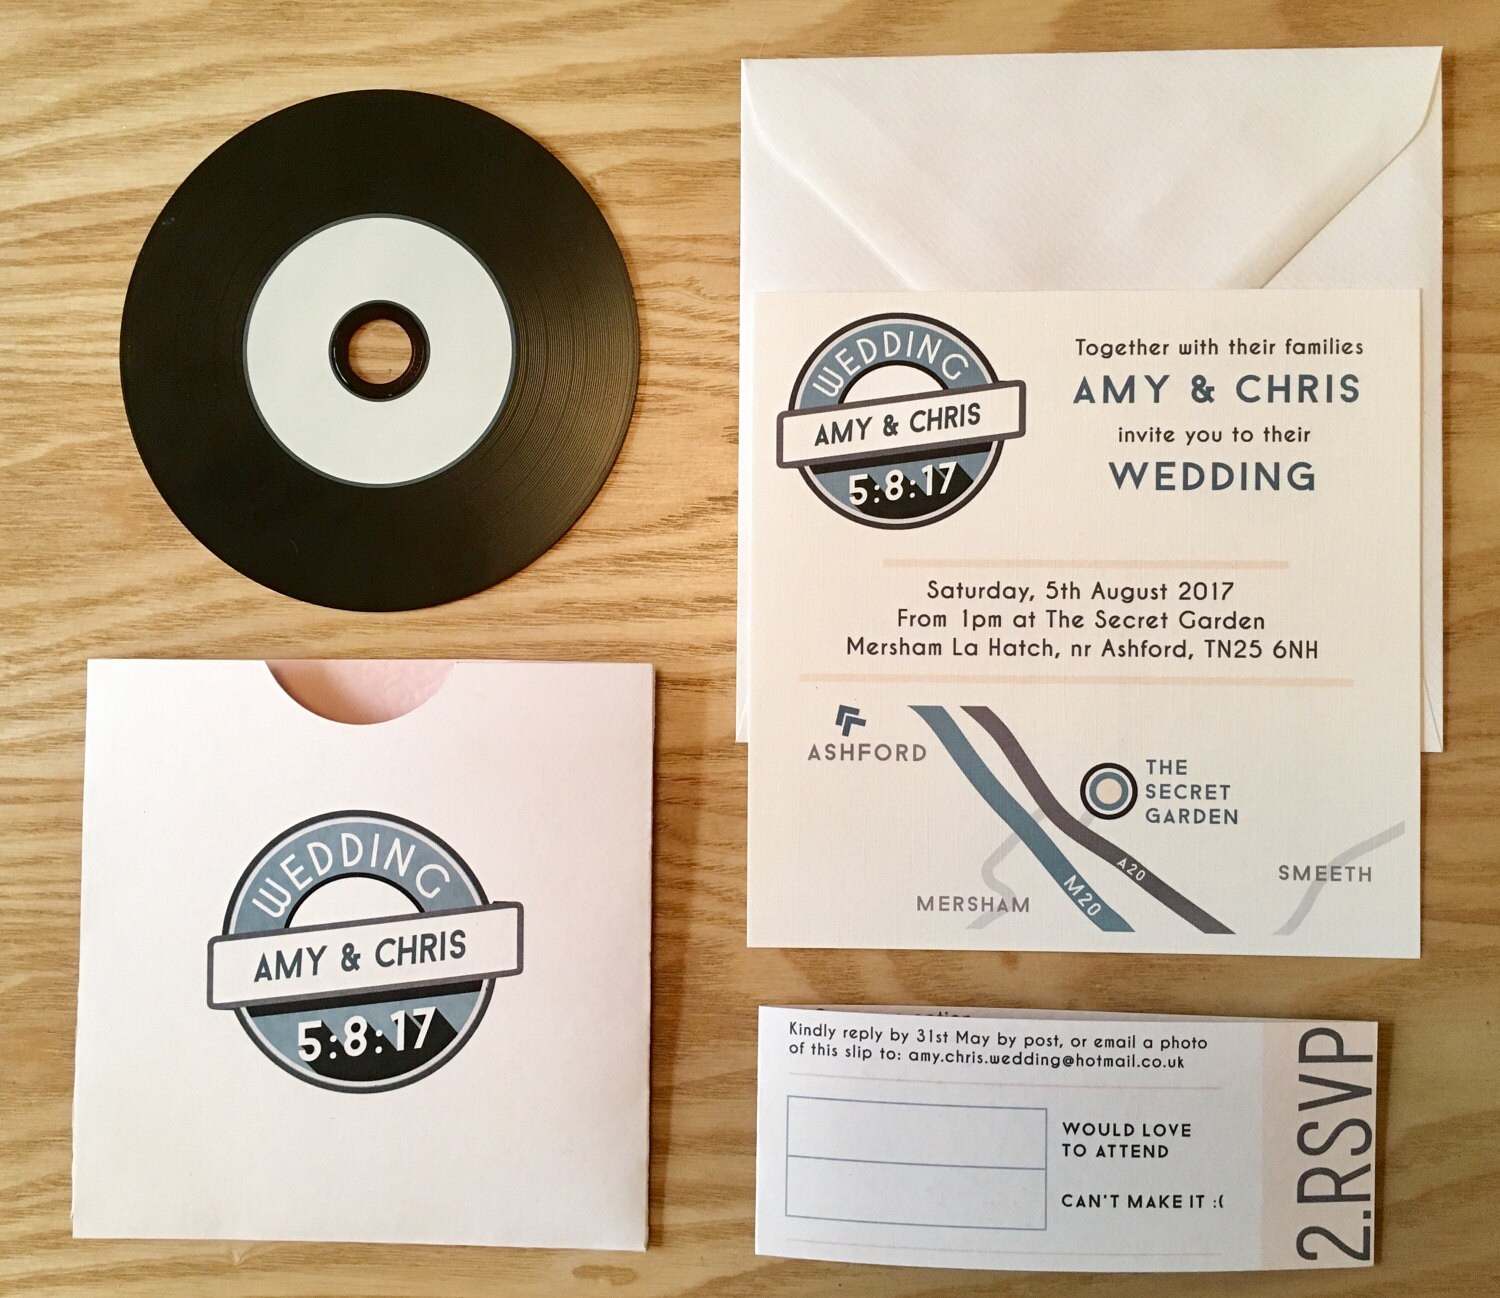 WEDDING
AMY & CHRIS
5:8:17
Together with their families
AMY & CHRIS
invite you to their
WEDDING
Saturday, 5th August 2017
From 1pm at The Secret Garden
Mersham La Hatch, nr Ashford, TN25 6NH
ASHFORD
THE
SECRET
GARDEN
A20
M20
SMEETH
MERSHAM
WEDDING
AMY & CHRIS
5:8:17
Kindly reply by 31st May by post, or email a photo
of this slip to: amy.chris.wedding@hotmail.co.uk
WOULD LOVE
TO ATTEND
CAN'T MAKE IT :(
2.RSVP